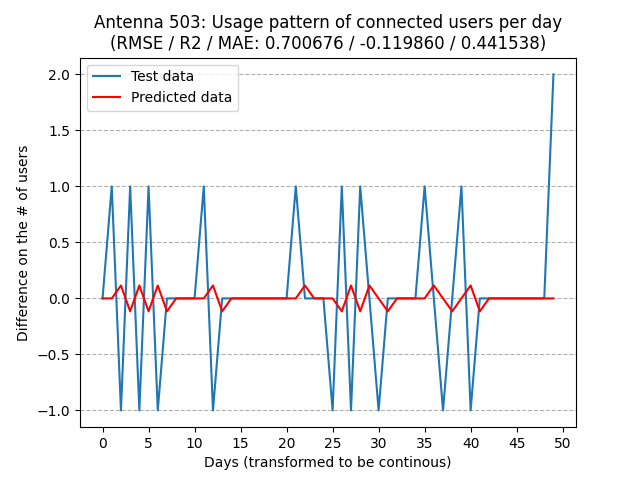 Antenna 503: Usage pattern of connected users per day
(RMSE / R2 / MAE: 0.700676 / -0.119860 / 0.441538)
Test data
Predicted data
Difference on the # of users
2.0
1.5
1.0
0.5
0.0
−0.5
−1.0
0 5 10 15 20 25 30 35 40 45 50
Days (transformed to be continous)